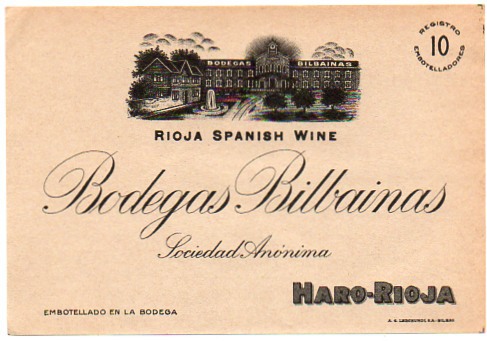 REGISTRO
10
EMBOTELLADORES
BODEGAS BILBAINAS
RIOJA SPANISH WINE
Bodegas Bilbainas
Sociedad Anónima
HARO-RIOJA
EMBOTELLADO EN LA BODEGA